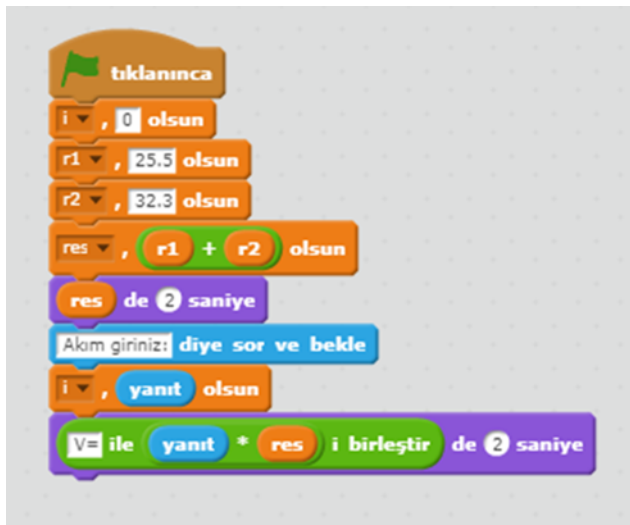 tıklanınca
i , 0 olsun
r1 , 25.5 olsun
r2 , 32.3 olsun
res , r1 + r2 olsun
res de 2 saniye
Akım giriniz: diye sor ve bekle
i , yanıt olsun
V= ile yanıt * res i birleştir de 2 saniye